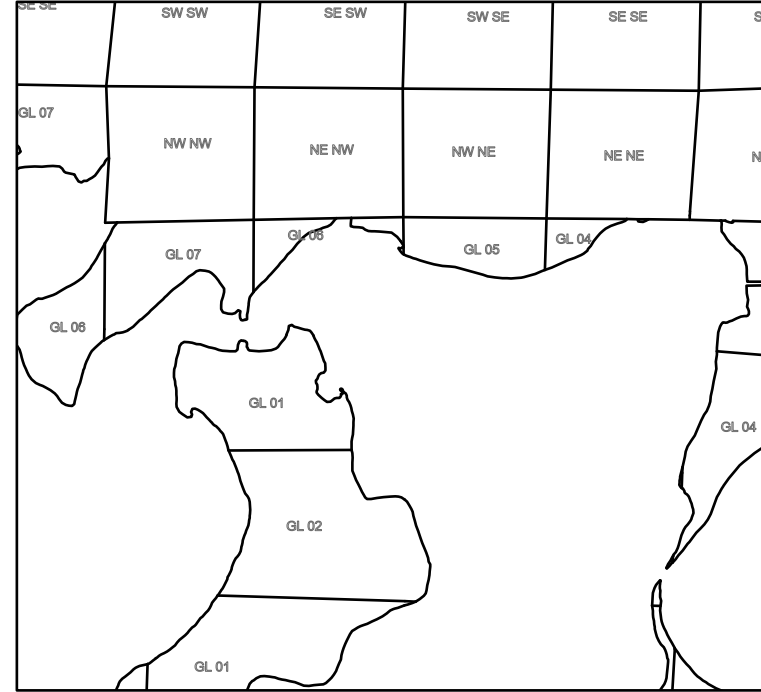 SE SE
SW SW
SE SW
SW SE
SE SE
S
GL 07
NW NW
NE NW
NW NE
NE NE
N
GL 07
GL 06
GL 05
GL 04
GL 06
GL 01
GL 04
GL 02
GL 01